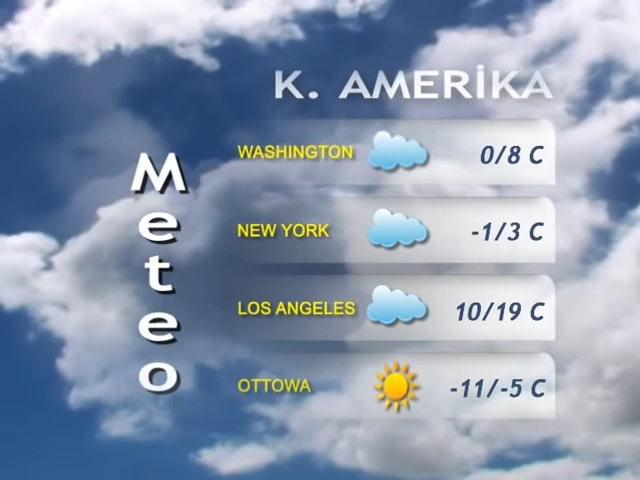 K. AMERİKA
Meteo
WASHINGTON 0/8 C
NEW YORK -1/3 C
LOS ANGELES 10/19 C
OTTOWA -11/-5 C